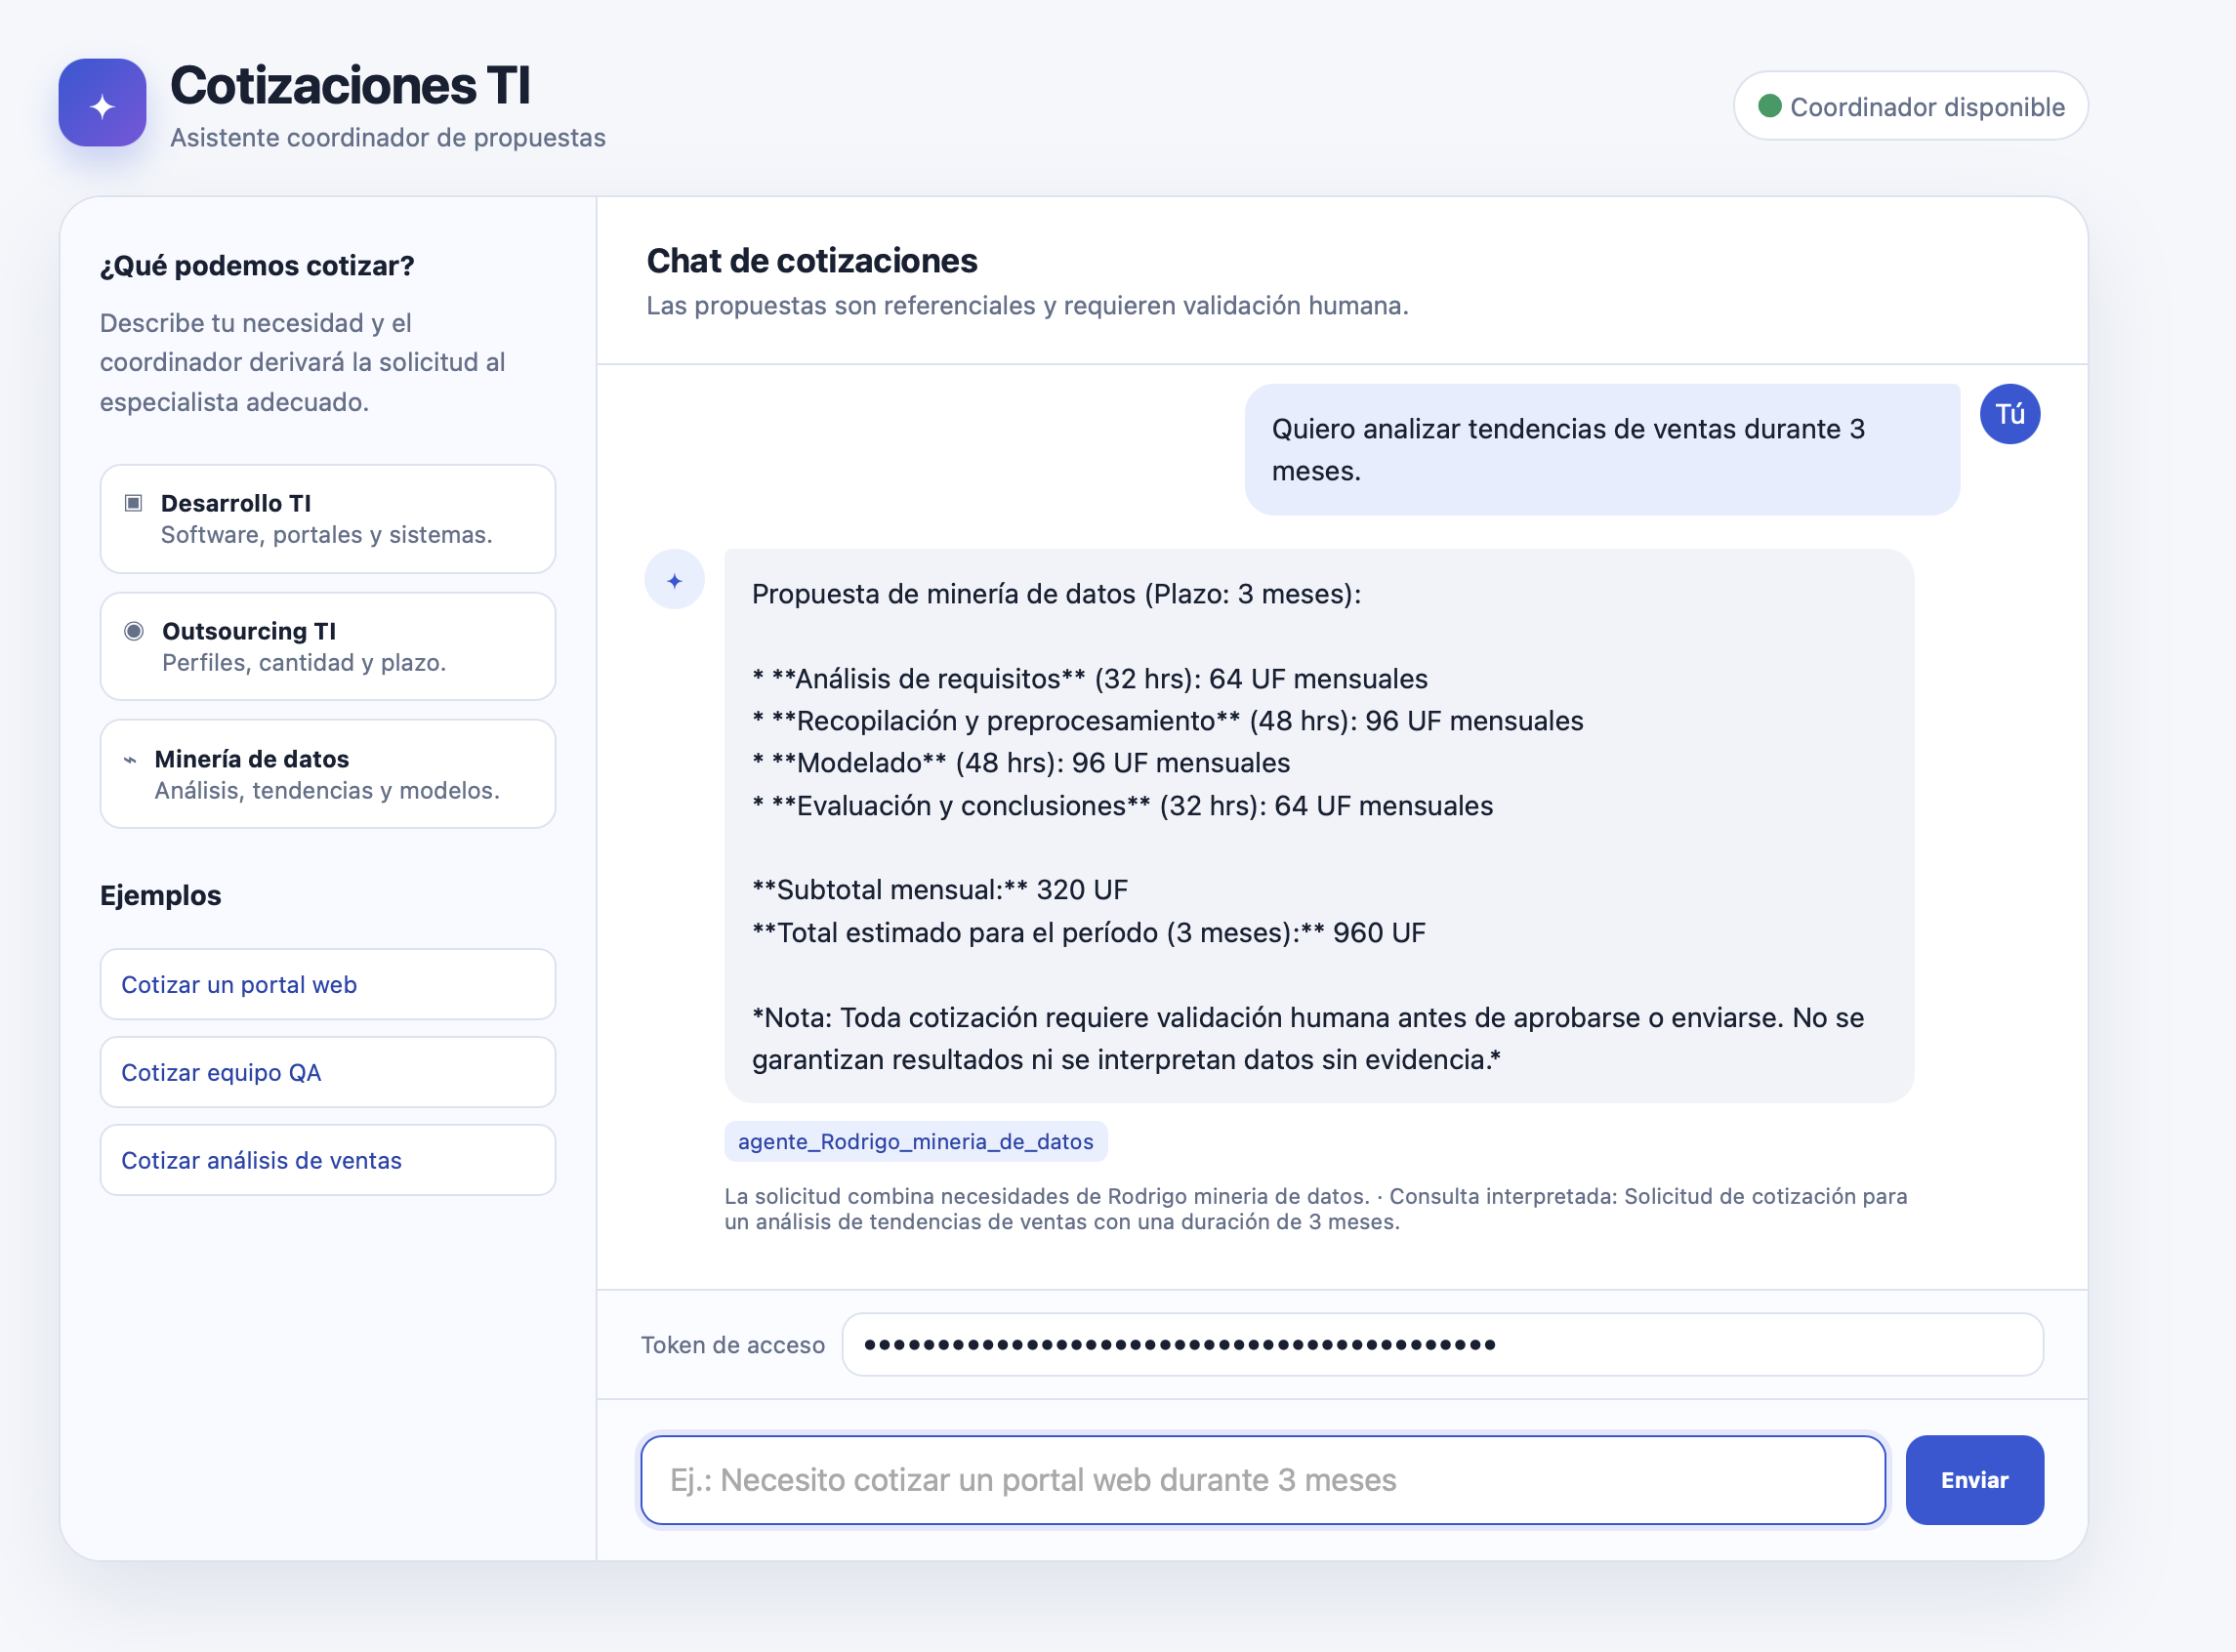 Cotizaciones TI
Asistente coordinador de propuestas
Coordinador disponible
¿Qué podemos cotizar?
Describe tu necesidad y el
coordinador derivará la solicitud al
especialista adecuado.
Desarrollo TI
Software, portales y sistemas.
Outsourcing TI
Perfiles, cantidad y plazo.
Minería de datos
Análisis, tendencias y modelos.
Ejemplos
Cotizar un portal web
Cotizar equipo QA
Cotizar análisis de ventas
Chat de cotizaciones
Las propuestas son referenciales y requieren validación humana.
Quiero analizar tendencias de ventas durante 3
meses.
Tú
Propuesta de minería de datos (Plazo: 3 meses):
* **Análisis de requisitos** (32 hrs): 64 UF mensuales
* **Recopilación y preprocesamiento** (48 hrs): 96 UF mensuales
* **Modelado** (48 hrs): 96 UF mensuales
* **Evaluación y conclusiones** (32 hrs): 64 UF mensuales
**Subtotal mensual:** 320 UF
**Total estimado para el período (3 meses):** 960 UF
*Nota: Toda cotización requiere validación humana antes de aprobarse o enviarse. No se
garantizan resultados ni se interpretan datos sin evidencia.*
agente_Rodrigo_mineria_de_datos
La solicitud combina necesidades de Rodrigo mineria de datos. · Consulta interpretada: Solicitud de cotización para
un análisis de tendencias de ventas con una duración de 3 meses.
Token de acceso
Ej.: Necesito cotizar un portal web durante 3 meses
Enviar